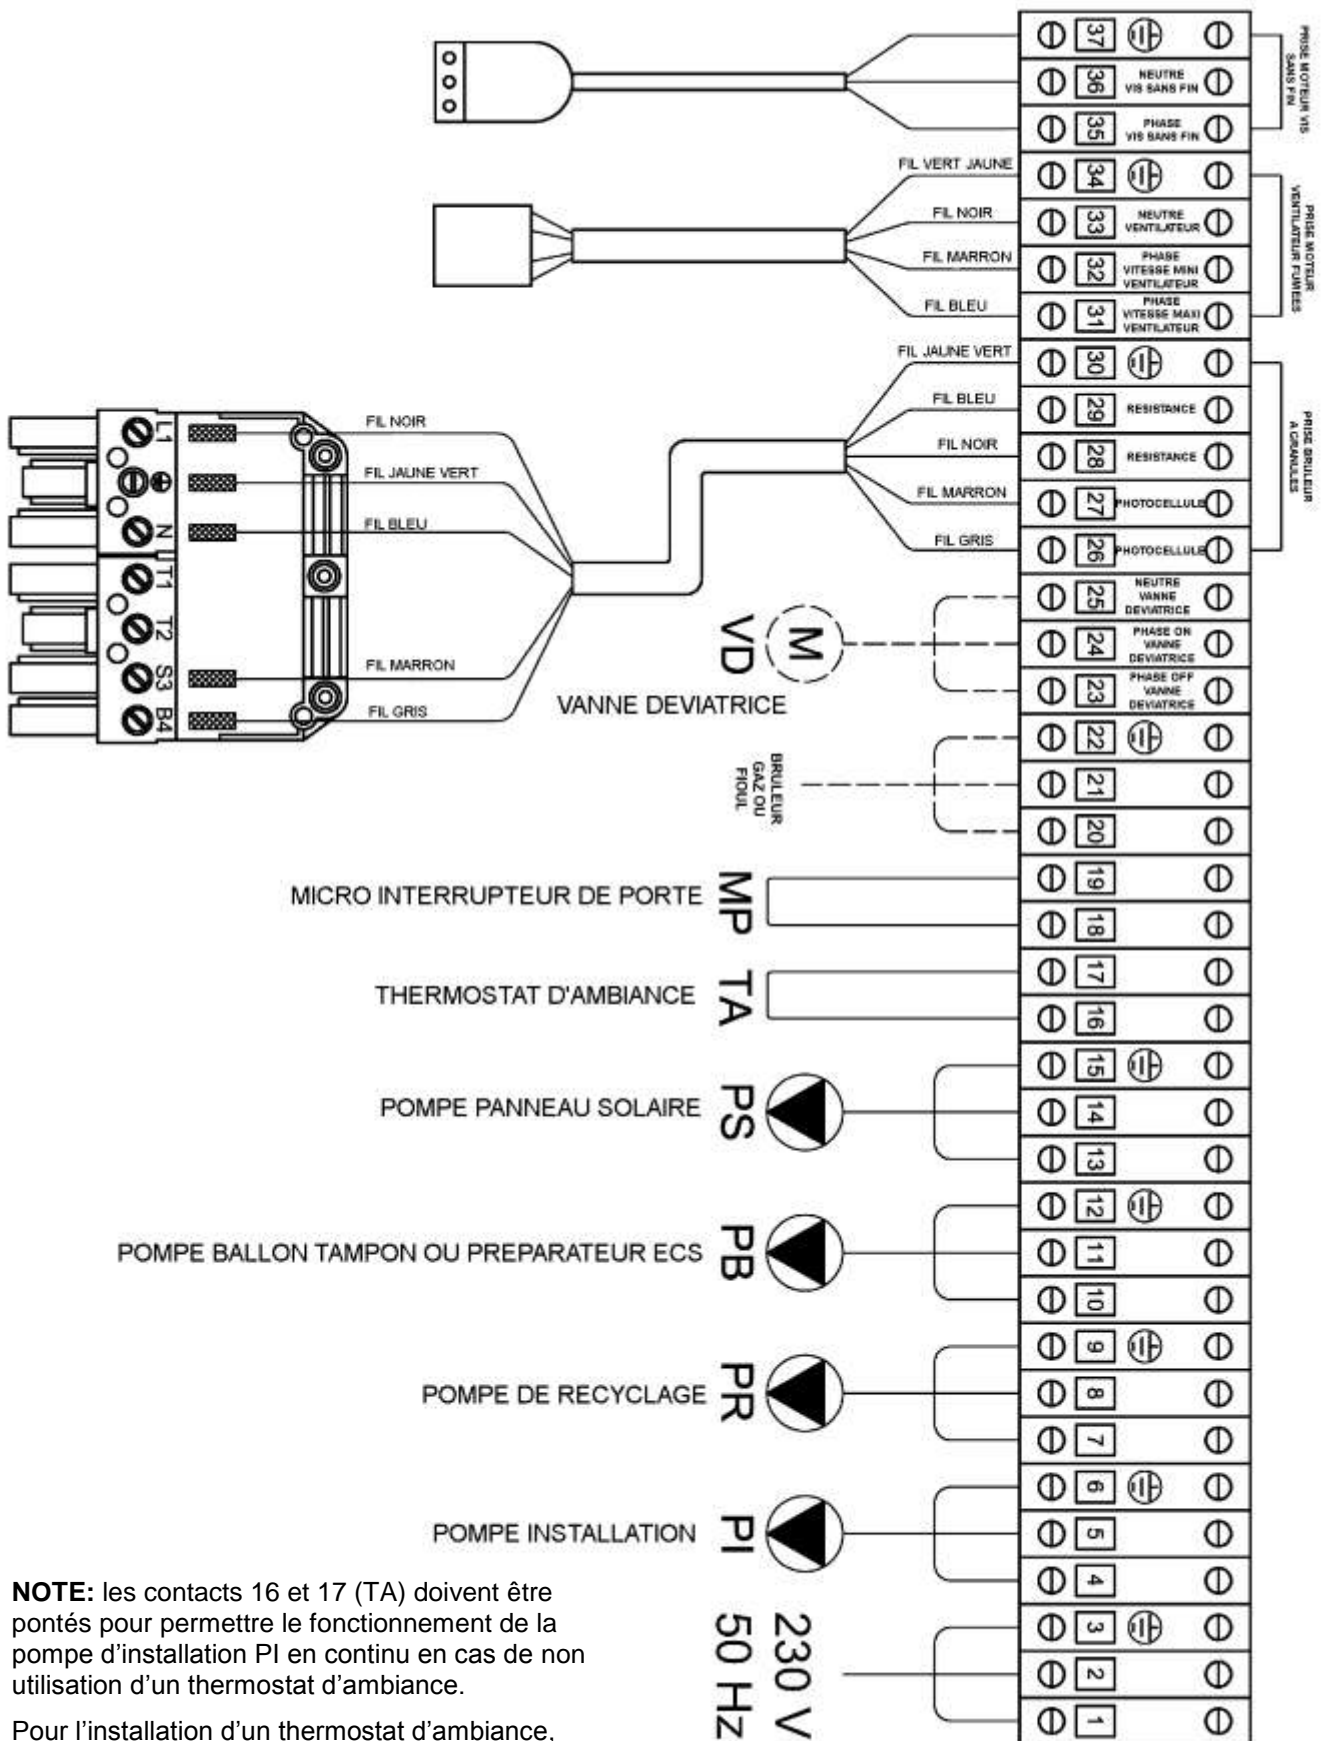 37
36 NEUTRE
VIS SANS FIN
35 PHASE
VIS SANS FIN
PRISE MOTEUR VIS
SANS FIN
FIL VERT JAUNE
34
FIL NOIR
33 NEUTRE
VENTILATEUR
FIL MARRON
32 PHASE
VITESSE MINI
VENTILATEUR
FIL BLEU
31 PHASE
VITESSE MAXI
VENTILATEUR
PRISE MOTEUR
VENTILATEUR FUMEES
FIL JAUNE VERT
30
FIL BLEU
29 RESISTANCE
FIL NOIR
28 RESISTANCE
FIL MARRON
27 PHOTOCELLULE
FIL GRIS
26 PHOTOCELLULE
PRISE BRULEUR
A GRANULES
L1
N
T1
T2
S3
B4
FIL NOIR
FIL JAUNE VERT
FIL BLEU
FIL MARRON
FIL GRIS
25 NEUTRE
VANNE
DEVIATRICE
24 PHASE ON
VANNE
DEVIATRICE
23 PHASE OFF
VANNE
DEVIATRICE
M
VD
VANNE DEVIATRICE
22
21
20
BRULEUR
GAZ OU
FIOUL
19
18
MICRO INTERRUPTEUR DE PORTE MP
17
16
THERMOSTAT D'AMBIANCE TA
15
14
13
POMPE PANNEAU SOLAIRE PS
12
11
10
POMPE BALLON TAMPON OU PREPARATEUR ECS PB
9
8
7
POMPE DE RECYCLAGE PR
6
5
4
POMPE INSTALLATION PI
3
2
1
230 V
50 Hz
NOTE: les contacts 16 et 17 (TA) doivent être
pontés pour permettre le fonctionnement de la
pompe d’installation PI en continu en cas de non
utilisation d’un thermostat d’ambiance.
Pour l’installation d’un thermostat d’ambiance,